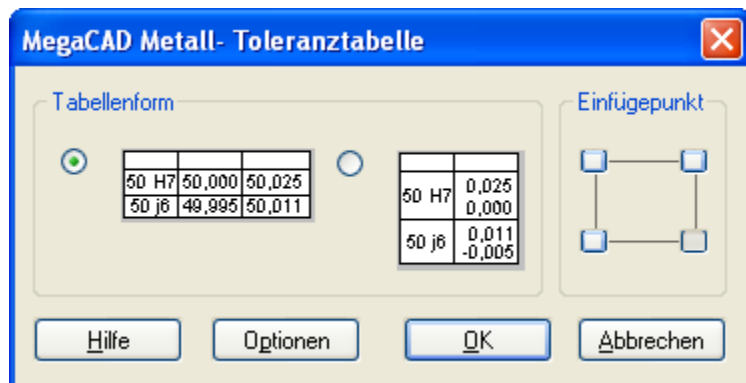 MegaCAD Metall- Toleranztabelle
Tabellenform
50 H7 50,000 50,025
50 j6 49,995 50,011
50 H7 0,025
0,000
50 j6 0,011
-0,005
Einfügepunkt
Hilfe
Optionen
OK
Abbrechen